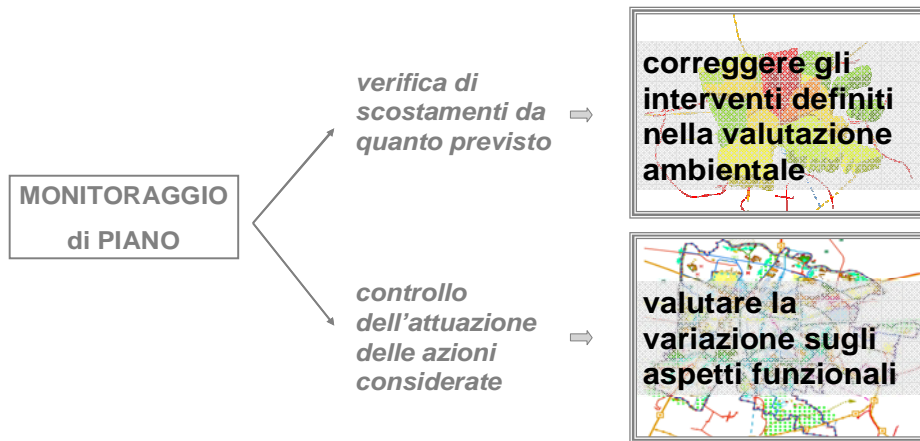 MONITORAGGIO
di PIANO
verifica di
scostamenti da
quanto previsto
correggere gli
interventi definiti
nella valutazione
ambientale
controllo
dell'attuazione
delle azioni
considerate
valutare la
variazione sugli
aspetti funzionali